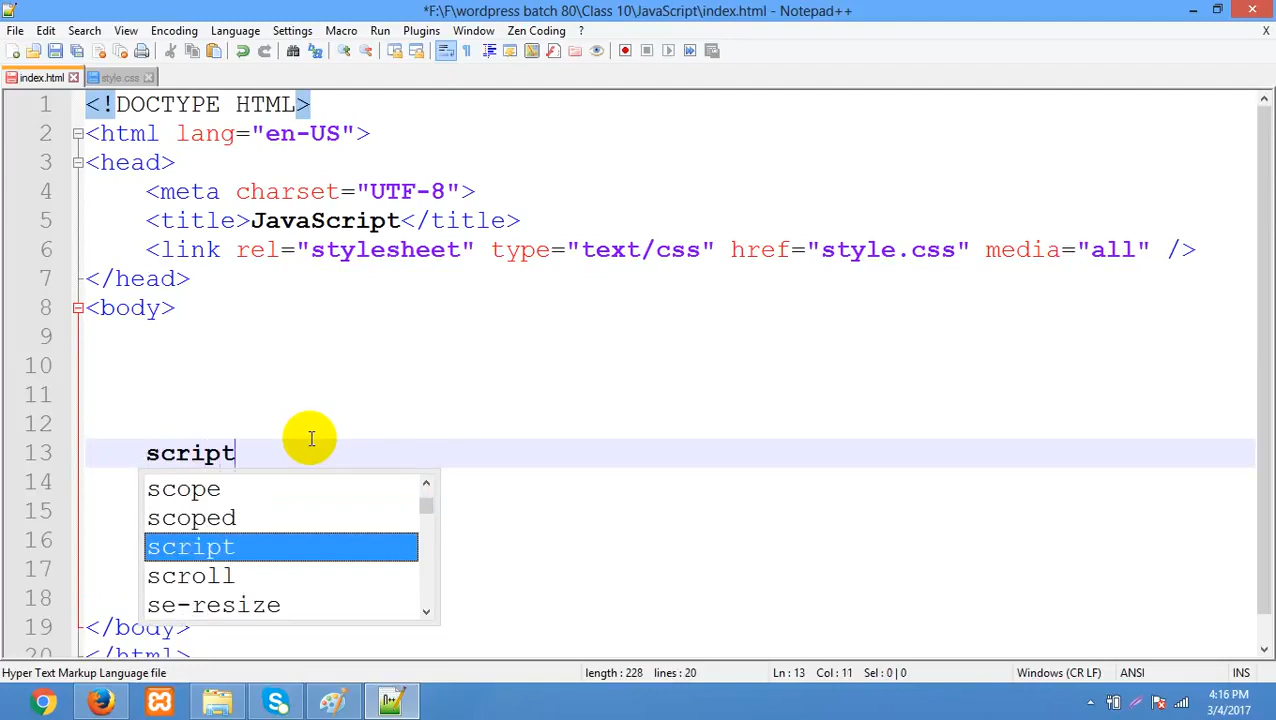 *F:\F\wordpress batch 80\Class 10\JavaScript\index.html - Notepad++
File Edit Search View Encoding Language Settings Macro Run Plugins Window Zen Coding ? X
index.html style.css
1 <!DOCTYPE HTML>
2 <html lang="en-US">
3 <head>
4 <meta charset="UTF-8">
5 <title>JavaScript</title>
6 <link rel="stylesheet" type="text/css" href="style.css" media="all" />
7 </head>
8 <body>
9
10
11
12
13 script
14 scope
15 scoped
16 script
17 scroll
18 se-resize
19 </body>
20 </html>
Hyper Text Markup Language file length : 228 lines : 20 Ln : 13 Col : 11 Sel : 0 | 0 Windows (CR LF) ANSI INS
4:16 PM
3/4/2017